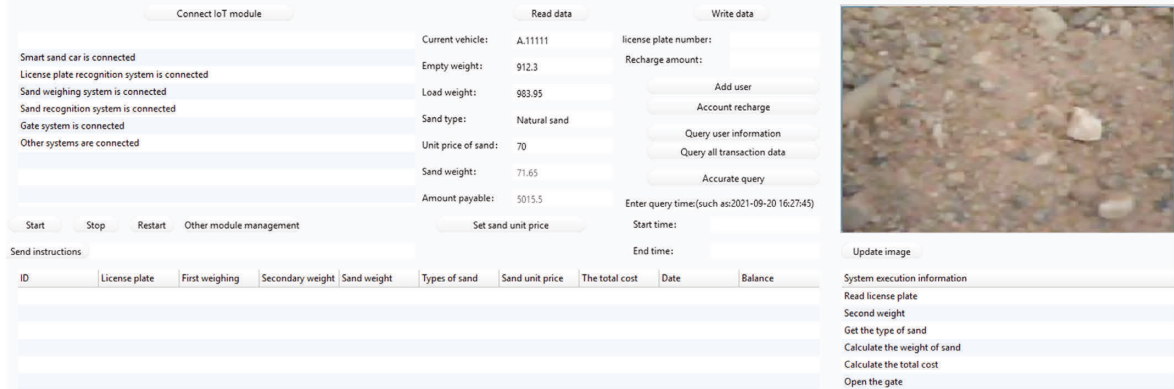 Connect IoT module
Read data
Write data
Smart sand car is connected
License plate recognition system is connected
Sand weighing system is connected
Sand recognition system is connected
Gate system is connected
Other systems are connected
Current vehicle: A.11111
Empty weight: 912.3
Load weight: 983.95
Sand type: Natural sand
Unit price of sand: 70
Sand weight: 71.65
Amount payable: 5015.5
license plate number:
Recharge amount:
Add user
Account recharge
Query user information
Query all transaction data
Accurate query
Enter query time:(such as:2021-09-20 16:27:45)
Start Stop Restart Other module management
Set sand unit price
Start time:
Send instructions
End time:
Update image
ID License plate First weighing Secondary weight Sand weight Types of sand Sand unit price The total cost Date Balance
System execution information
Read license plate
Second weight
Get the type of sand
Calculate the weight of sand
Calculate the total cost
Open the gate